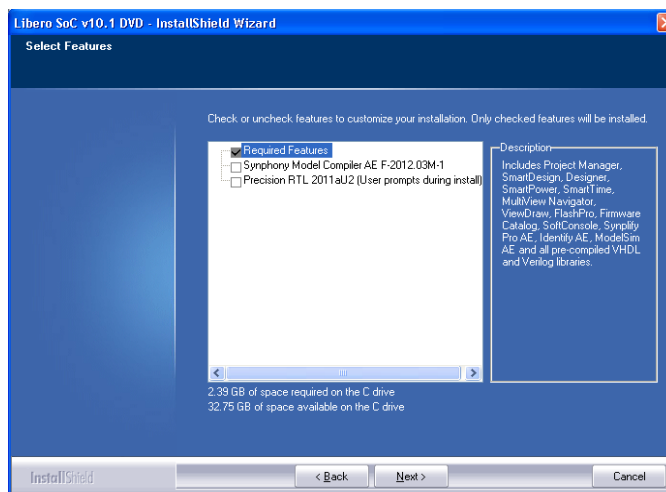 Libero SoC v10.1 DVD - InstallShield Wizard
Select Features
Check or uncheck features to customize your installation. Only checked features will be installed.
Required Features
Synphony Model Compiler AE F-2012.03M-1
Precision RTL 2011aU2 (User prompts during install)
Description
Includes Project Manager,
SmartDesign, Designer,
SmartPower, SmartTime,
MultiView Navigator,
ViewDraw, FlashPro, Firmware
Catalog, SoftConsole, Synplify
Pro AE, Identify AE, ModelSim
AE and all pre-compiled VHDL
and Verilog libraries.
2.39 GB of space required on the C drive
32.75 GB of space available on the C drive
InstallShield
< Back
Next >
Cancel